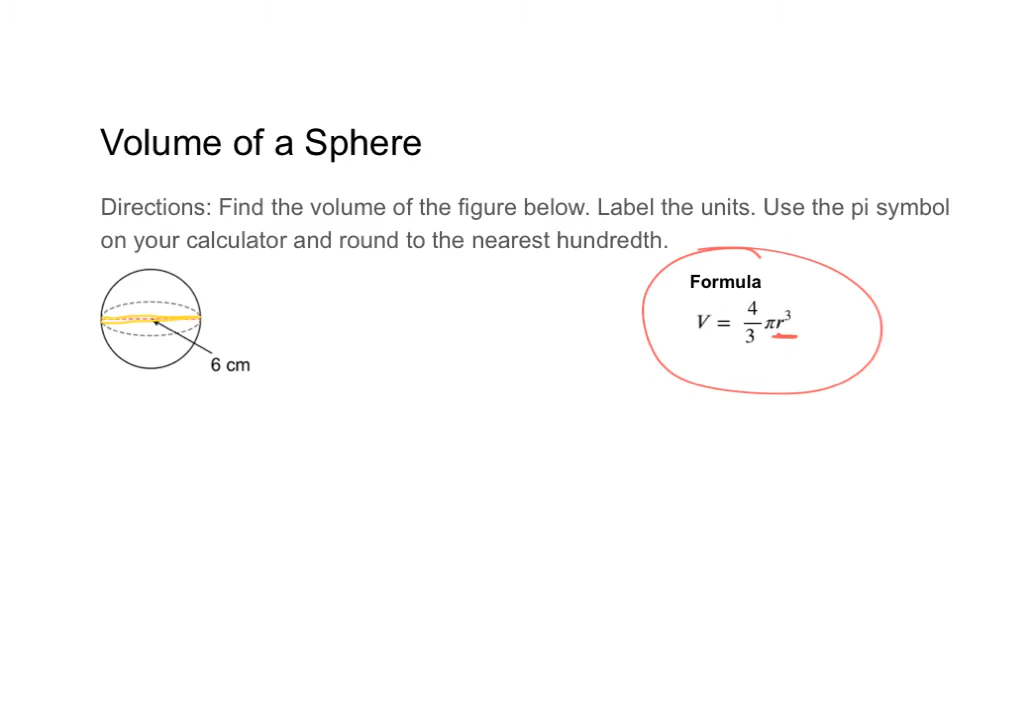 Volume of a Sphere
Directions: Find the volume of the figure below. Label the units. Use the pi symbol
on your calculator and round to the nearest hundredth.
Formula
V = 4/3 πr³
6 cm